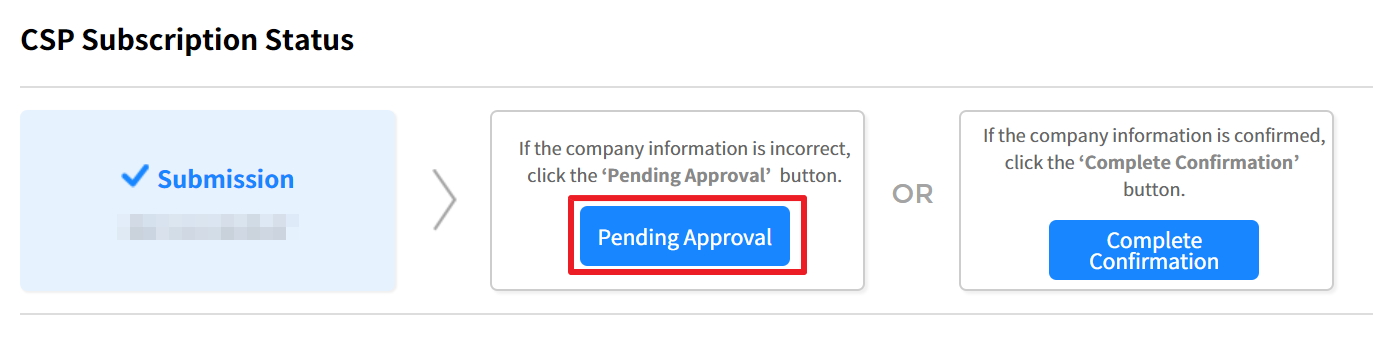 CSP Subscription Status
Submission
If the company information is incorrect,
click the ‘Pending Approval’ button.
Pending Approval
OR
If the company information is confirmed,
click the ‘Complete Confirmation’
button.
Complete
Confirmation